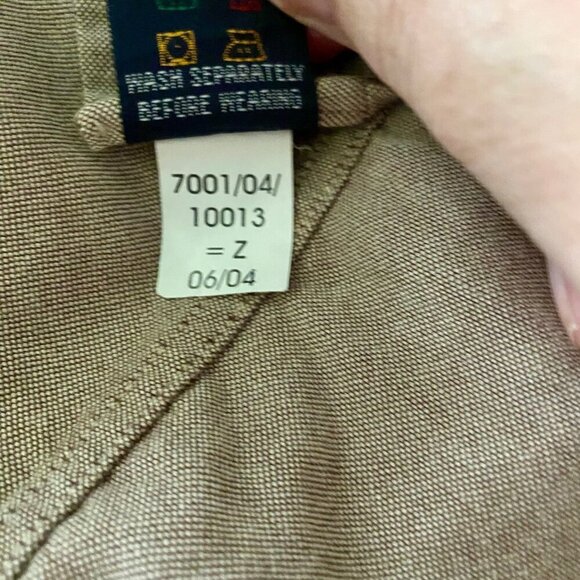 WASH SEPARATELY
BEFORE WEARING
7001/04/
10013
= Z
06/04